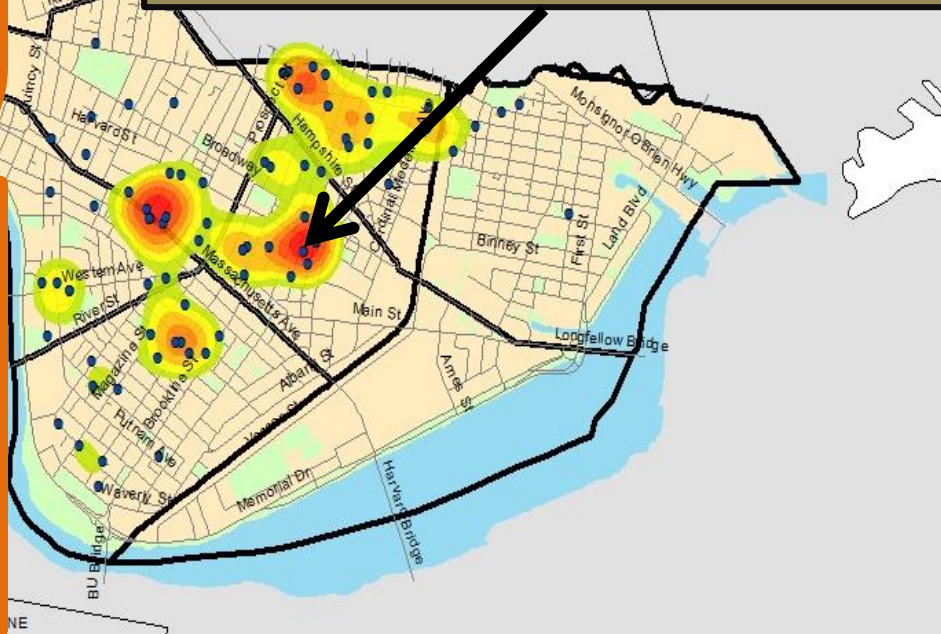 Quincy St
Harvard St
Broadway
Prospect
Hampshire St
Cardinal Medeiros
Monsignor O'Brien Hwy
Land Blvd
First St
Binney St
Western Ave
River St
Massachusetts Ave
Main St
Longfellow Bridge
Magazine St
Brookline St
Albany St
Ames St
Putnam Ave
Vassar St
Waverly St
Memorial Dr
Harvard Bridge
BU Bridge
NE